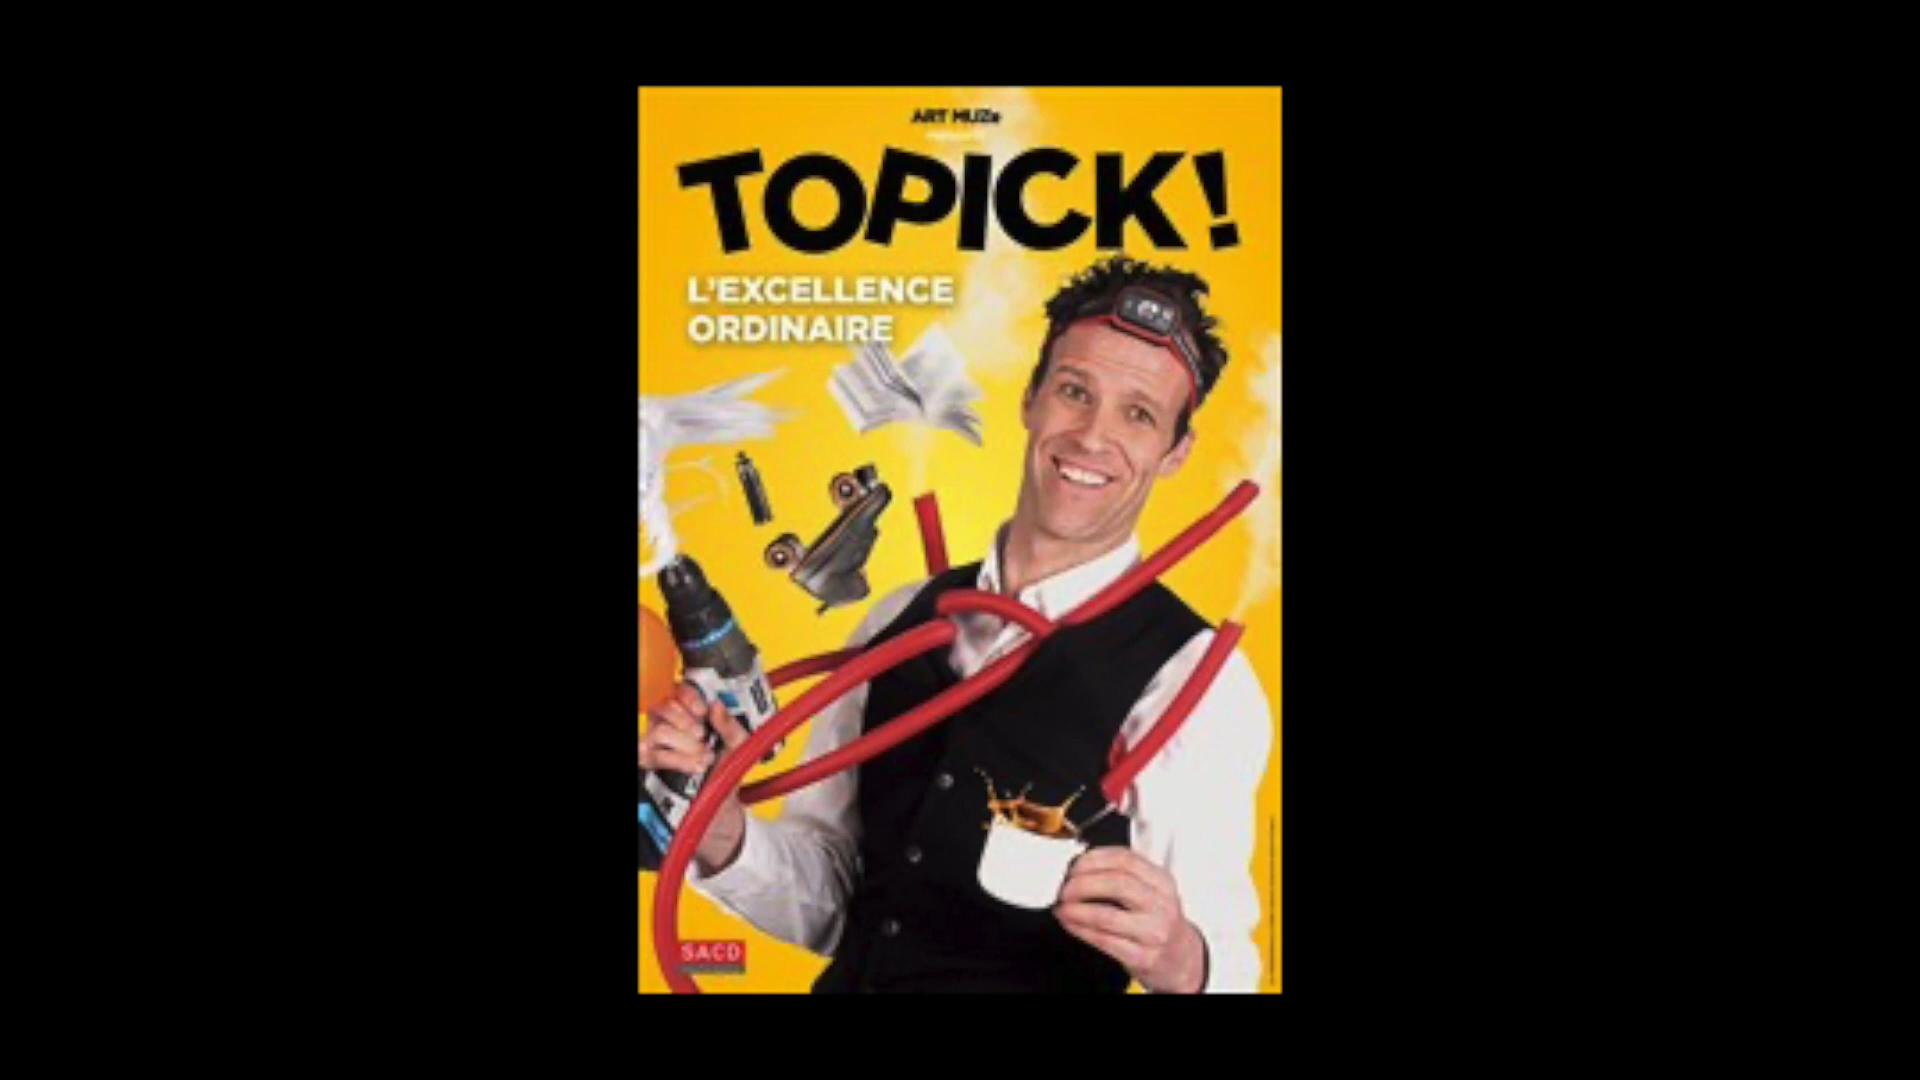 ART MUZe
TOPICK!
L'EXCELLENCE
ORDINAIRE
SACD